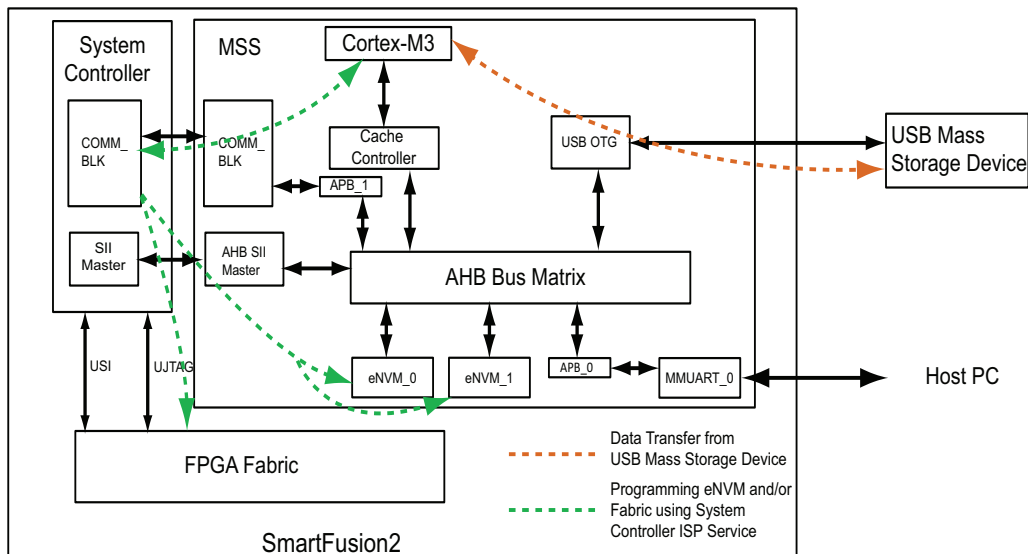 System
Controller
MSS
Cortex-M3
COMM_
BLK
COMM_
BLK
Cache
Controller
USB OTG
USB Mass
Storage Device
APB_1
SII
Master
AHB SII
Master
AHB Bus Matrix
USI
UJTAG
eNVM_0
eNVM_1
APB_0
MMUART_0
Host PC
FPGA Fabric
Data Transfer from
USB Mass Storage Device
Programming eNVM and/or
Fabric using System
Controller ISP Service
SmartFusion2